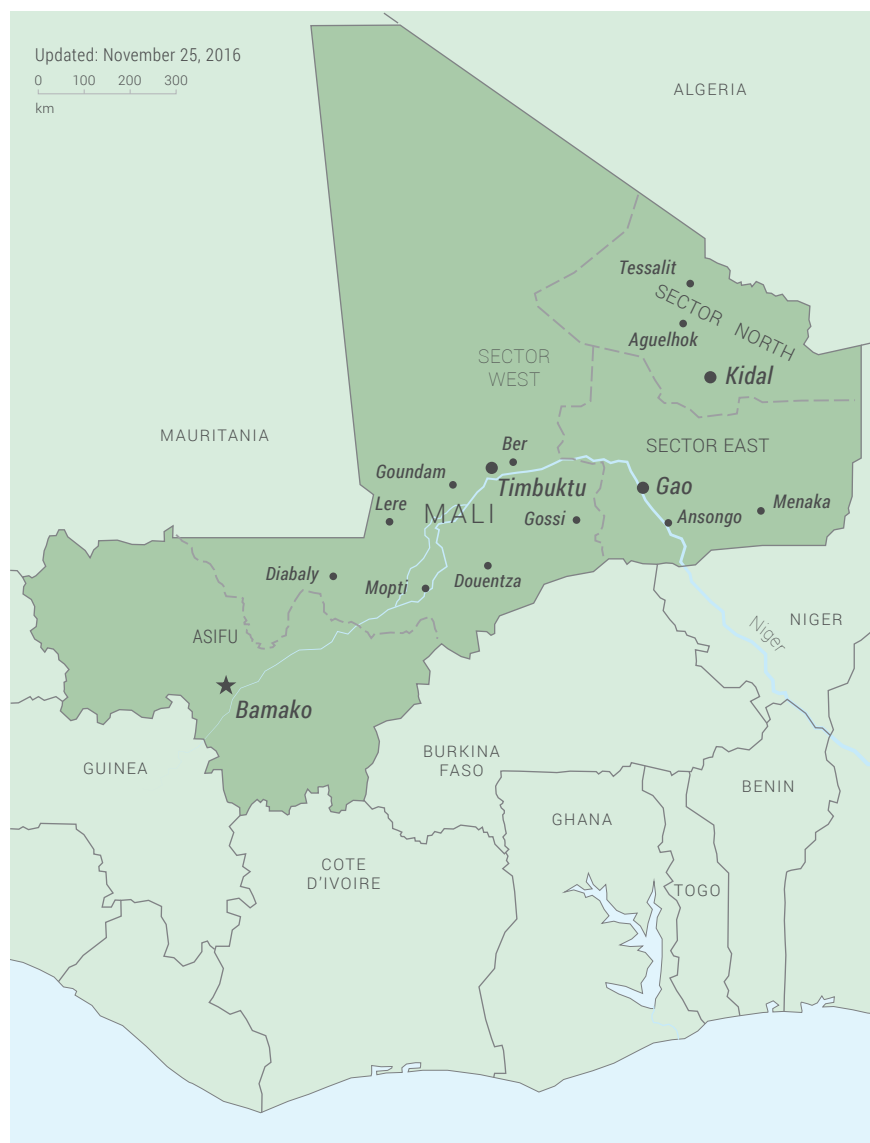 Updated: November 25, 2016
0 100 200 300
km
ALGERIA
Tessalit
SECTOR NORTH
Aguelhok
SECTOR
WEST
Kidal
MAURITANIA
SECTOR EAST
Ber
Goundam
Timbuktu
Gao
Lere
MALI
Gossi
Ansongo
Menaka
Diabaly
Mopti
Douentza
ASIFU
Niger
NIGER
Bamako
BURKINA
FASO
GUINEA
BENIN
GHANA
COTE
D'IVOIRE
TOGO